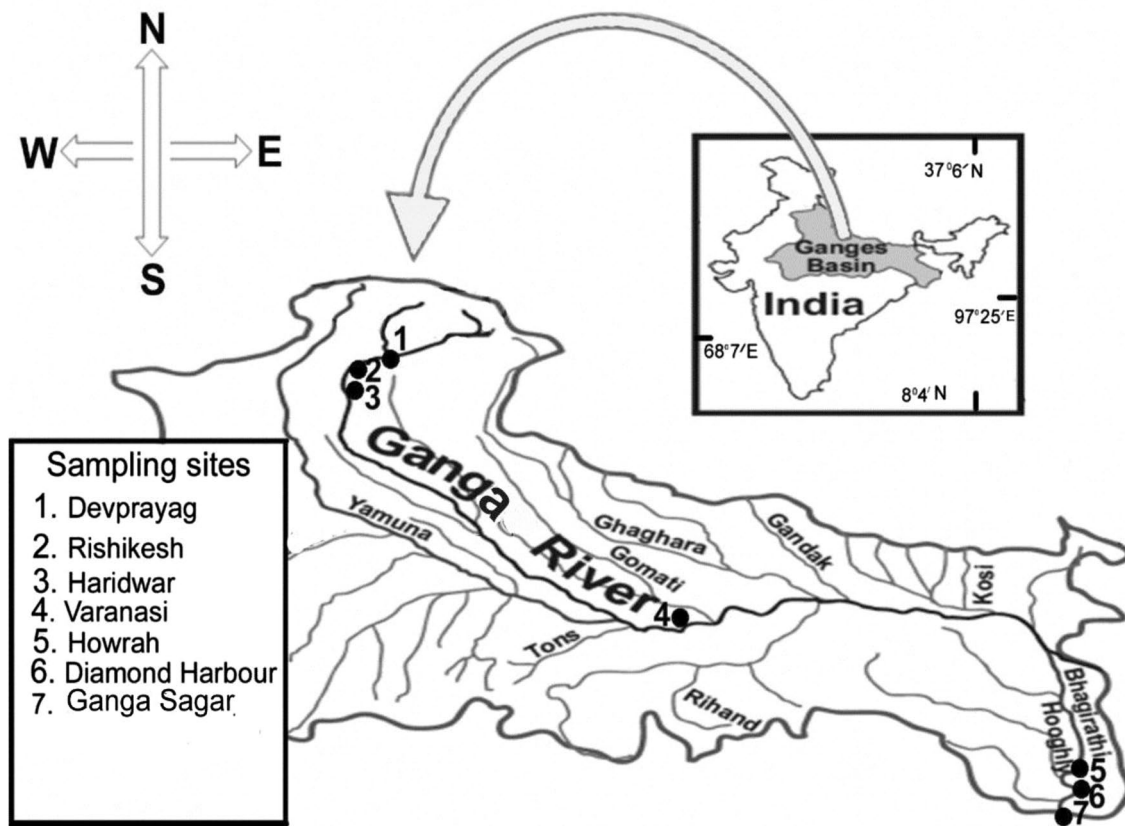 N
W E
S
37°6′ N
Ganges
Basin
India
97°25′E
68°7′E
8°4′ N
1
2
3
Sampling sites
1. Devprayag
2. Rishikesh
3. Haridwar
4. Varanasi
5. Howrah
6. Diamond Harbour
7. Ganga Sagar
Ganga River
Yamuna
Ghaghara
Gomati
Gandak
Kosi
4
Tons
Rihand
Bhagirathi
Hooghly
5
6
7